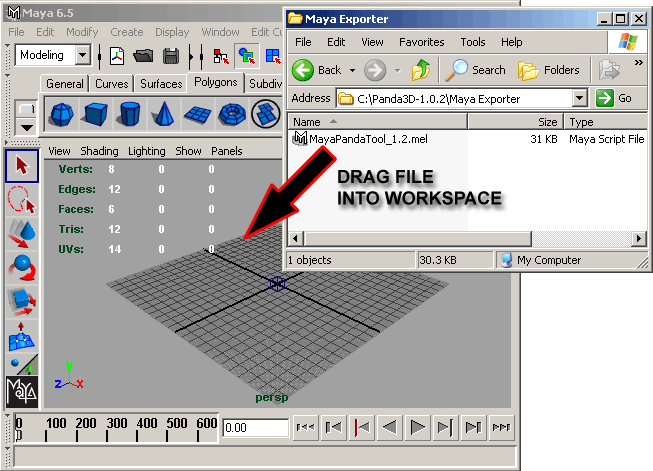 Maya 6.5
File Edit Modify Create Display Window Edit Cu
Modeling
General Curves Surfaces Polygons Subdiv
View Shading Lighting Show Panels
Verts: 8 0 0
Edges: 12 0 0
Faces: 6 0 0
Tris: 12 0 0
UVs: 14 0 0
Y
Z X
persp
MAYA
0 100 200 300 400 500 600
0
0.00
Maya Exporter
File Edit View Favorites Tools Help
Back Search Folders
Address C:\Panda3D-1.0.2\Maya Exporter Go
Name Size Type
MayaPandaTool_1.2.mel 31 KB Maya Script File
DRAG FILE
INTO WORKSPACE
1 objects 30.3 KB My Computer